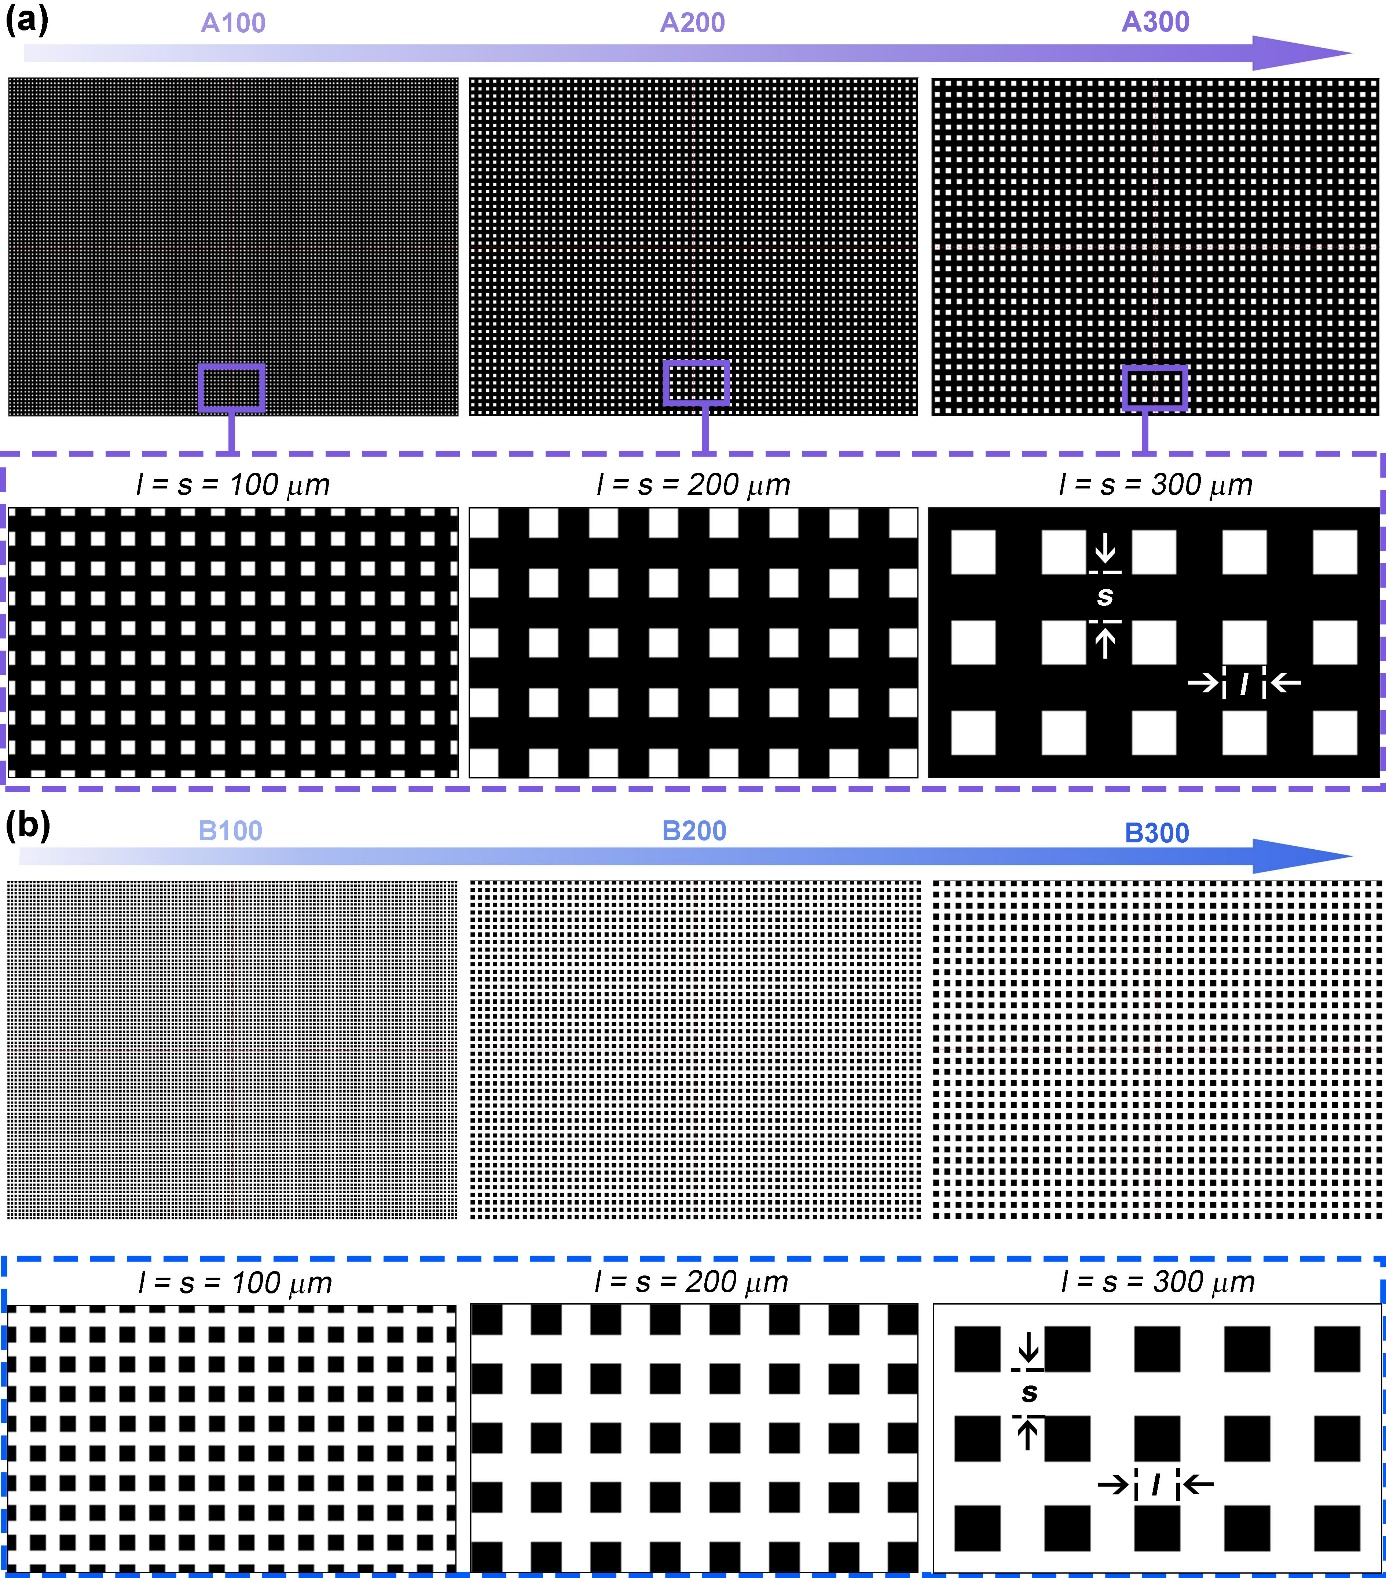 (a)
A100 A200 A300
l = s = 100 μm l = s = 200 μm l = s = 300 μm
s
l
(b)
B100 B200 B300
l = s = 100 μm l = s = 200 μm l = s = 300 μm
s
l